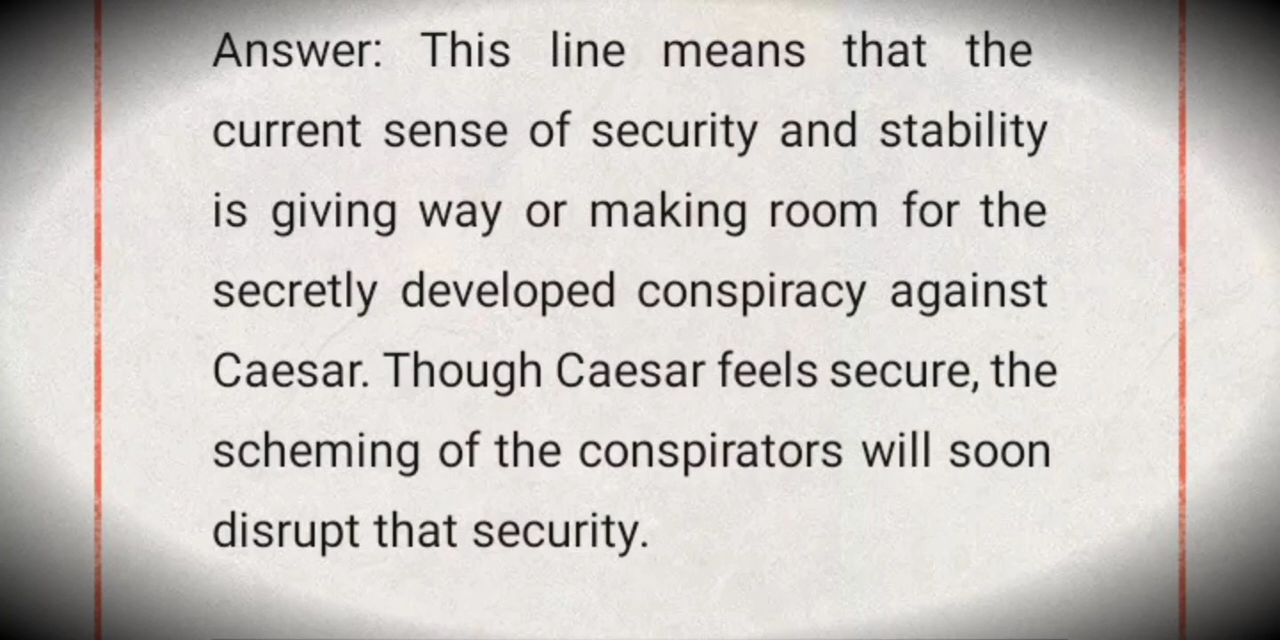 Answer: This line means that the
current sense of security and stability
is giving way or making room for the
secretly developed conspiracy against
Caesar. Though Caesar feels secure, the
scheming of the conspirators will soon
disrupt that security.